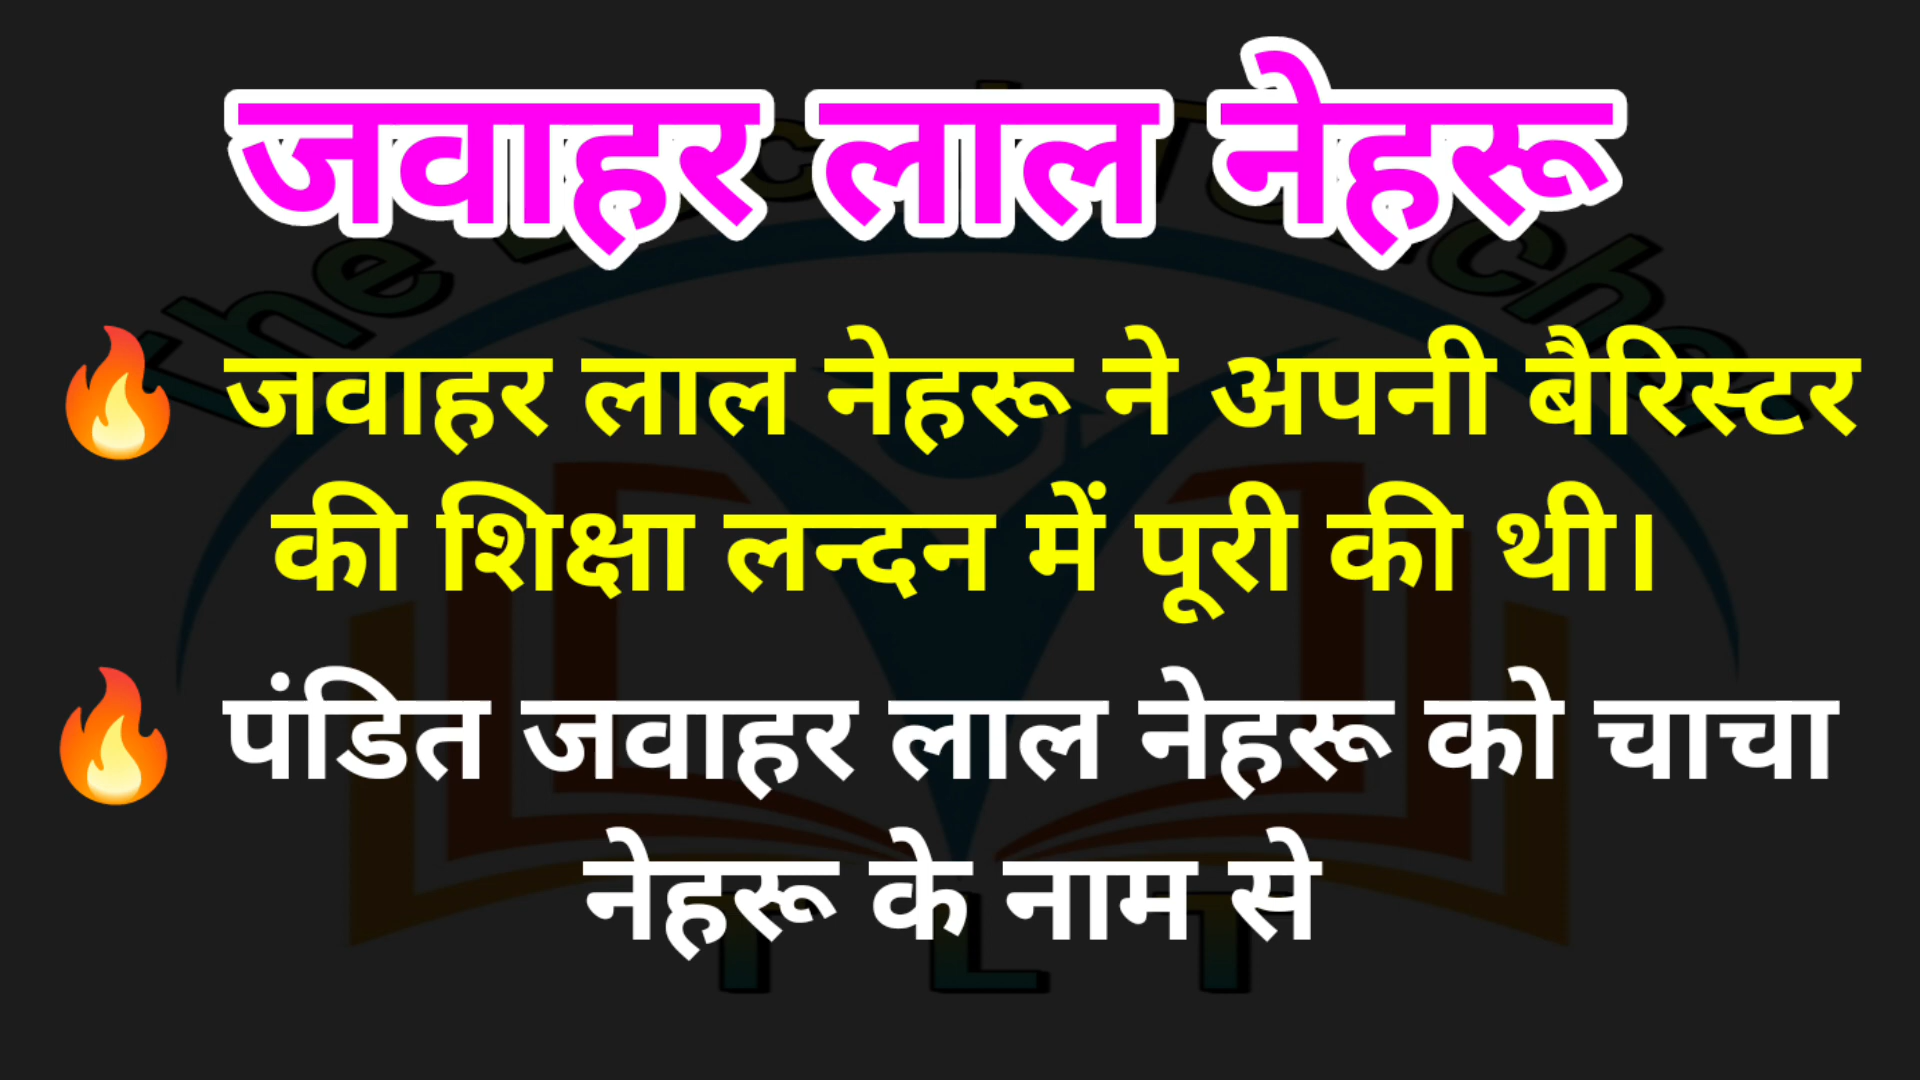 जवाहर लाल नेहरू
🔥 जवाहर लाल नेहरू ने अपनी बैरिस्टर
की शिक्षा लन्दन में पूरी की थी।
🔥 पंडित जवाहर लाल नेहरू को चाचा
नेहरू के नाम से
T L T